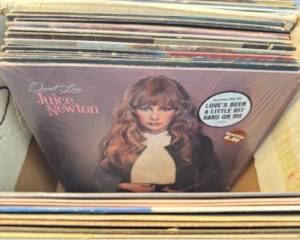 Quiet Lies
Juice
Newton
LOVE'S BEEN
A LITTLE BIT
HARD ON ME